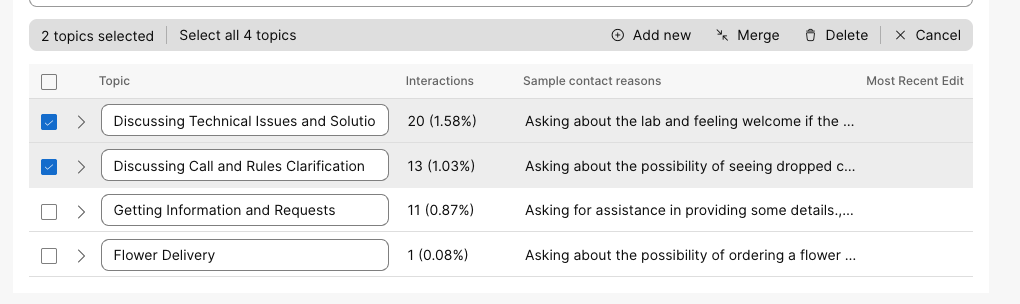 2 topics selected Select all 4 topics Add new Merge Delete Cancel
Topic Interactions Sample contact reasons Most Recent Edit
Discussing Technical Issues and Solutio 20 (1.58%) Asking about the lab and feeling welcome if the ...
Discussing Call and Rules Clarification 13 (1.03%) Asking about the possibility of seeing dropped c...
Getting Information and Requests 11 (0.87%) Asking for assistance in providing some details.,...
Flower Delivery 1 (0.08%) Asking about the possibility of ordering a flower ...